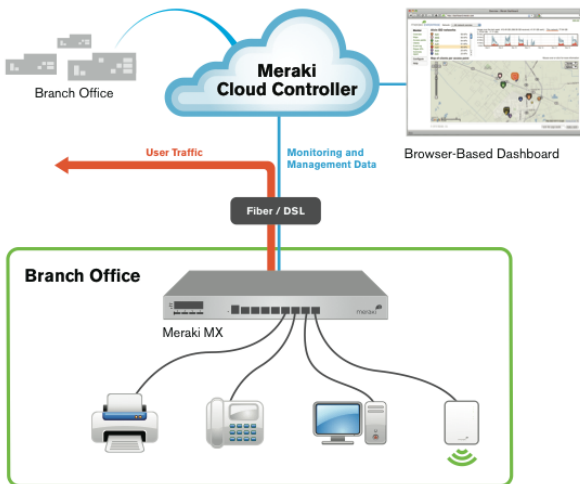 Meraki
Cloud Controller
Branch Office
Browser-Based Dashboard
User Traffic
Monitoring and
Management Data
Fiber / DSL
Branch Office
meraki
Meraki MX